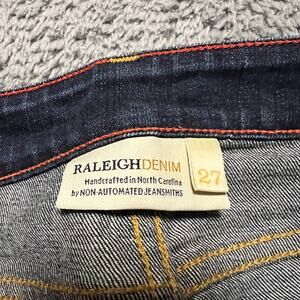 RALEIGHDENIM
Handcrafted in North Carolina
by NON-AUTOMATED JEANSMITHS
27